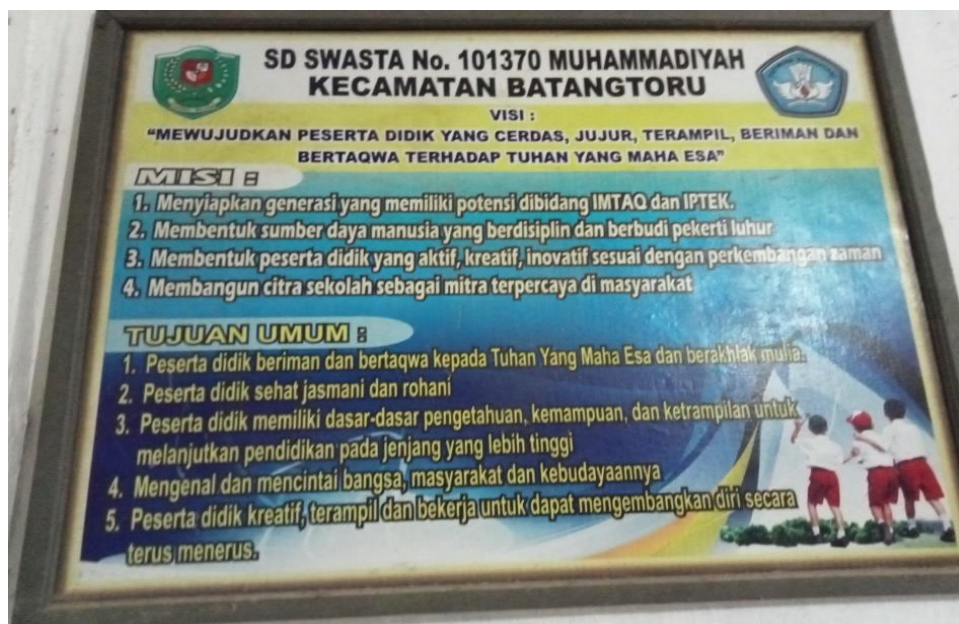 SD SWASTA No. 101370 MUHAMMADIYAH
KECAMATAN BATANGTORU
VISI :
"MEWUJUDKAN PESERTA DIDIK YANG CERDAS, JUJUR, TERAMPIL, BERIMAN DAN
BERTAQWA TERHADAP TUHAN YANG MAHA ESA"
MISI :
1. Menyiapkan generasi yang memiliki potensi dibidang IMTAQ dan IPTEK.
2. Membentuk sumber daya manusia yang berdisiplin dan berbudi pekerti luhur
3. Membentuk peserta didik yang aktif, kreatif, inovatif sesuai dengan perkembangan zaman
4. Membangun citra sekolah sebagai mitra terpercaya di masyarakat
TUJUAN UMUM :
1. Peserta didik beriman dan bertaqwa kepada Tuhan Yang Maha Esa dan berakhlak mulia.
2. Peserta didik sehat jasmani dan rohani
3. Peserta didik memiliki dasar-dasar pengetahuan, kemampuan, dan ketrampilan untuk
melanjutkan pendidikan pada jenjang yang lebih tinggi
4. Mengenal dan mencintai bangsa, masyarakat dan kebudayaannya
5. Peserta didik kreatif, terampil dan bekerja untuk dapat mengembangkan diri secara
terus menerus.